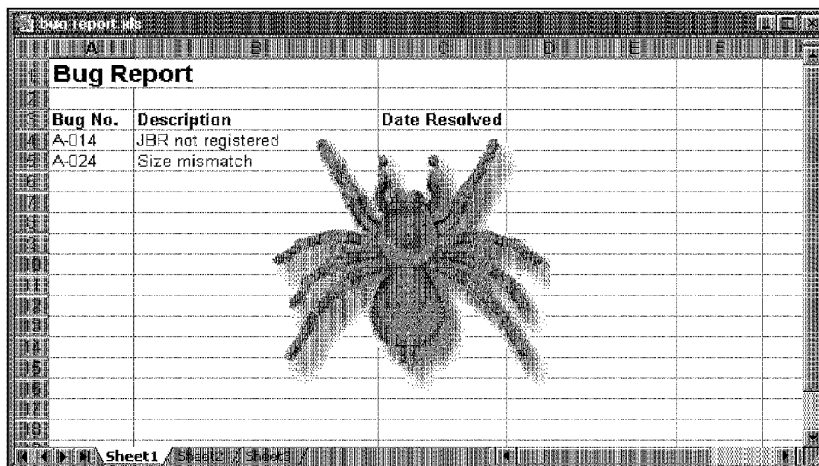 bug report.xls
A B C D E F
1 Bug Report
2
3 Bug No. Description Date Resolved
4 A-014 JBR not registered
5 A-024 Size mismatch
6
7
8
9
10
11
12
13
14
15
16
17
18
Sheet1 Sheet2 Sheet3